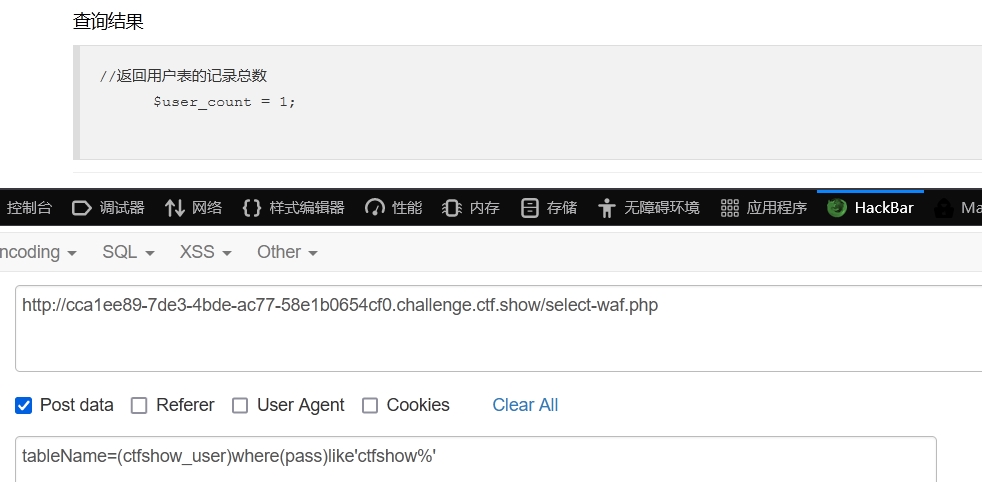 查询结果
//返回用户表的记录总数
$user_count = 1;
控制台 调试器 网络 样式编辑器 性能 内存 存储 无障碍环境 应用程序 HackBar Ma
ncoding SQL XSS Other
http://cca1ee89-7de3-4bde-ac77-58e1b0654cf0.challenge.ctf.show/select-waf.php
Post data Referer User Agent Cookies Clear All
tableName=(ctfshow_user)where(pass)like'ctfshow%'